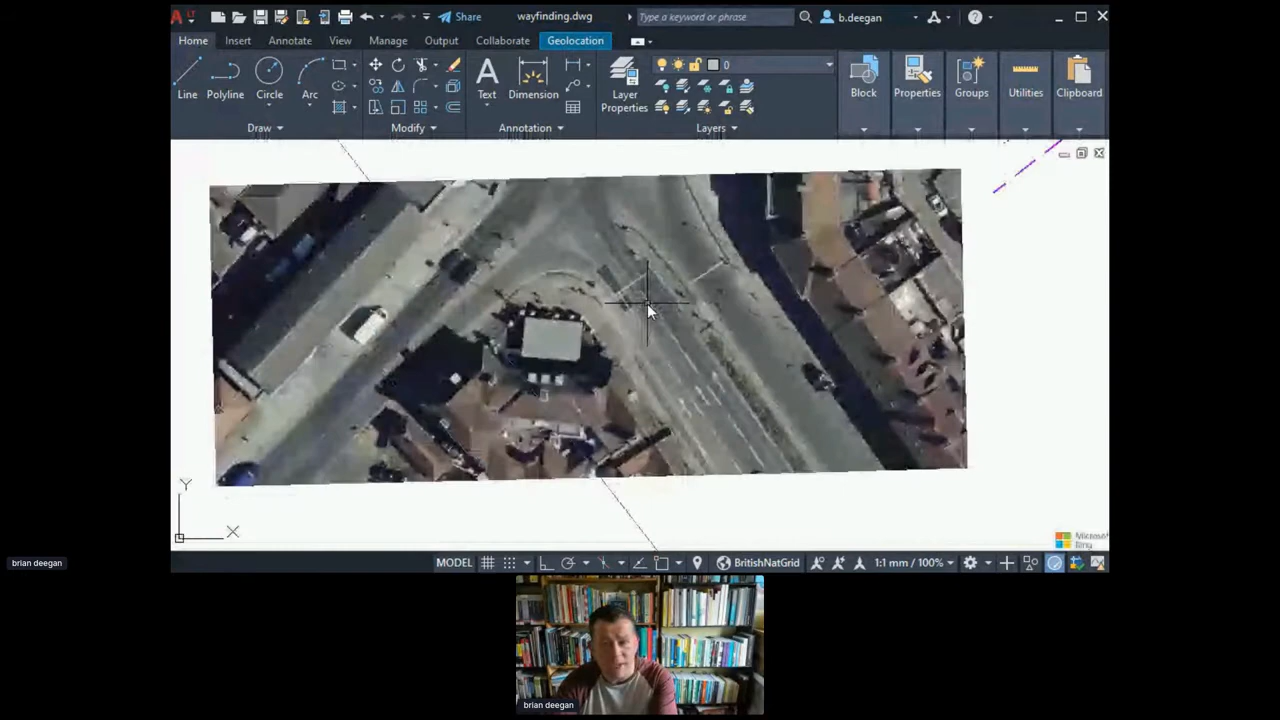 Share
wayfinding.dwg
Type a keyword or phrase
b.deegan
Home Insert Annotate View Manage Output Collaborate Geolocation
0
Line Polyline Circle Arc
Text Dimension
Layer
Properties
Block Properties Groups Utilities Clipboard
Draw Modify Annotation Layers
Y
X
Microsoft
Bing
MODEL
BritishNatGrid
1:1 mm / 100%
brian deegan
brian deegan